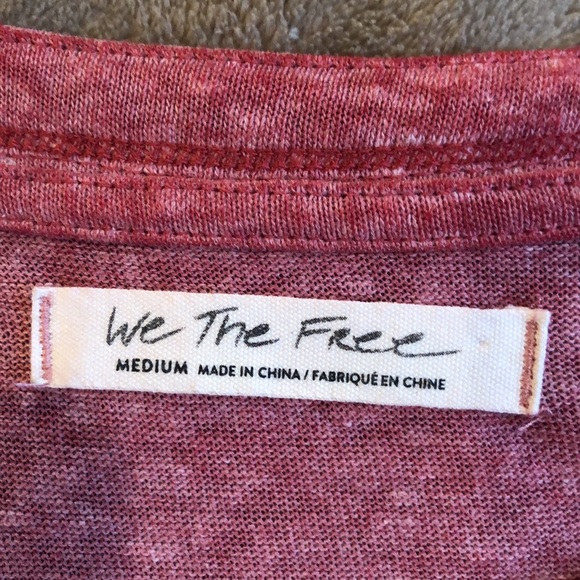 We The Free
MEDIUM MADE IN CHINA / FABRIQUÉ EN CHINE